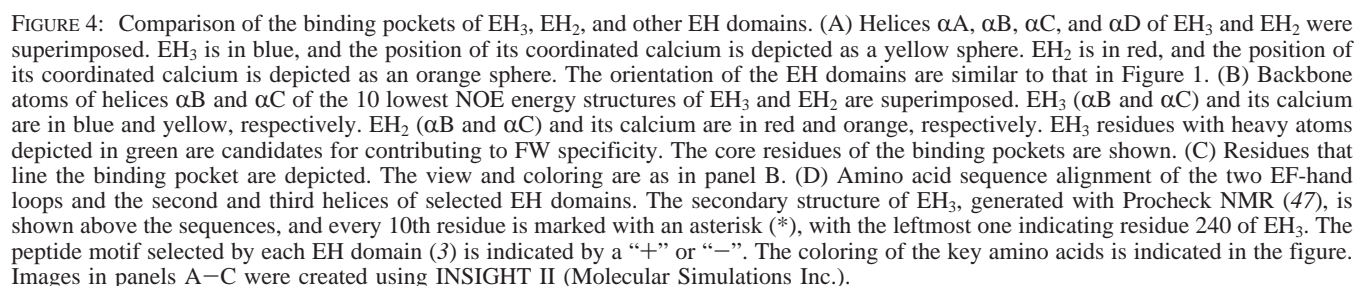 FIGURE 4: Comparison of the binding pockets of EH₃, EH₂, and other EH domains. (A) Helices αA, αB, αC, and αD of EH₃ and EH₂ were
superimposed. EH₃ is in blue, and the position of its coordinated calcium is depicted as a yellow sphere. EH₂ is in red, and the position of
its coordinated calcium is depicted as an orange sphere. The orientation of the EH domains are similar to that in Figure 1. (B) Backbone
atoms of helices αB and αC of the 10 lowest NOE energy structures of EH₃ and EH₂ are superimposed. EH₃ (αB and αC) and its calcium
are in blue and yellow, respectively. EH₂ (αB and αC) and its calcium are in red and orange, respectively. EH₃ residues with heavy atoms
depicted in green are candidates for contributing to FW specificity. The core residues of the binding pockets are shown. (C) Residues that
line the binding pocket are depicted. The view and coloring are as in panel B. (D) Amino acid sequence alignment of the two EF-hand
loops and the second and third helices of selected EH domains. The secondary structure of EH₃, generated with Procheck NMR (47), is
shown above the sequences, and every 10th residue is marked with an asterisk (*), with the leftmost one indicating residue 240 of EH₃. The
peptide motif selected by each EH domain (3) is indicated by a “+” or “−”. The coloring of the key amino acids is indicated in the figure.
Images in panels A−C were created using INSIGHT II (Molecular Simulations Inc.).